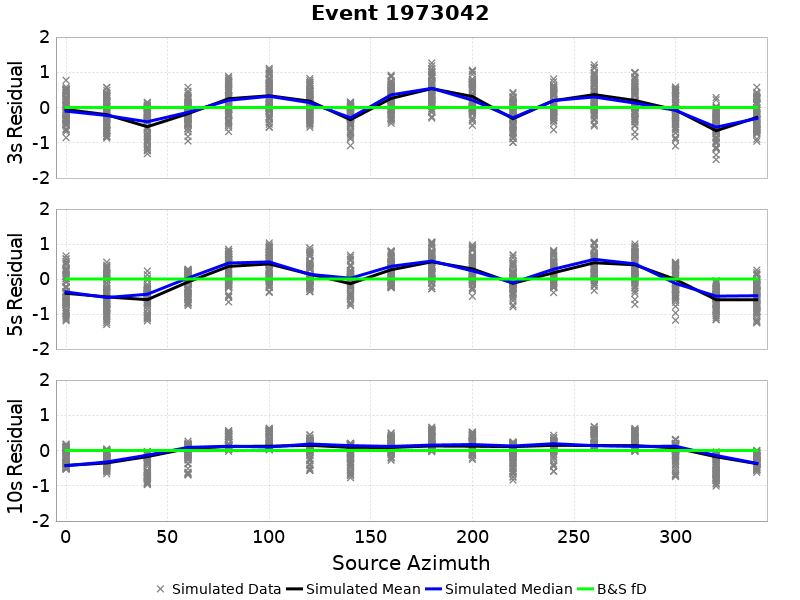 Event 1973042
3s Residual
2
1
0
-1
-2
5s Residual
2
1
0
-1
-2
10s Residual
2
1
0
-1
-2
0 50 100 150 200 250 300
Source Azimuth
Simulated Data Simulated Mean Simulated Median B&S fD